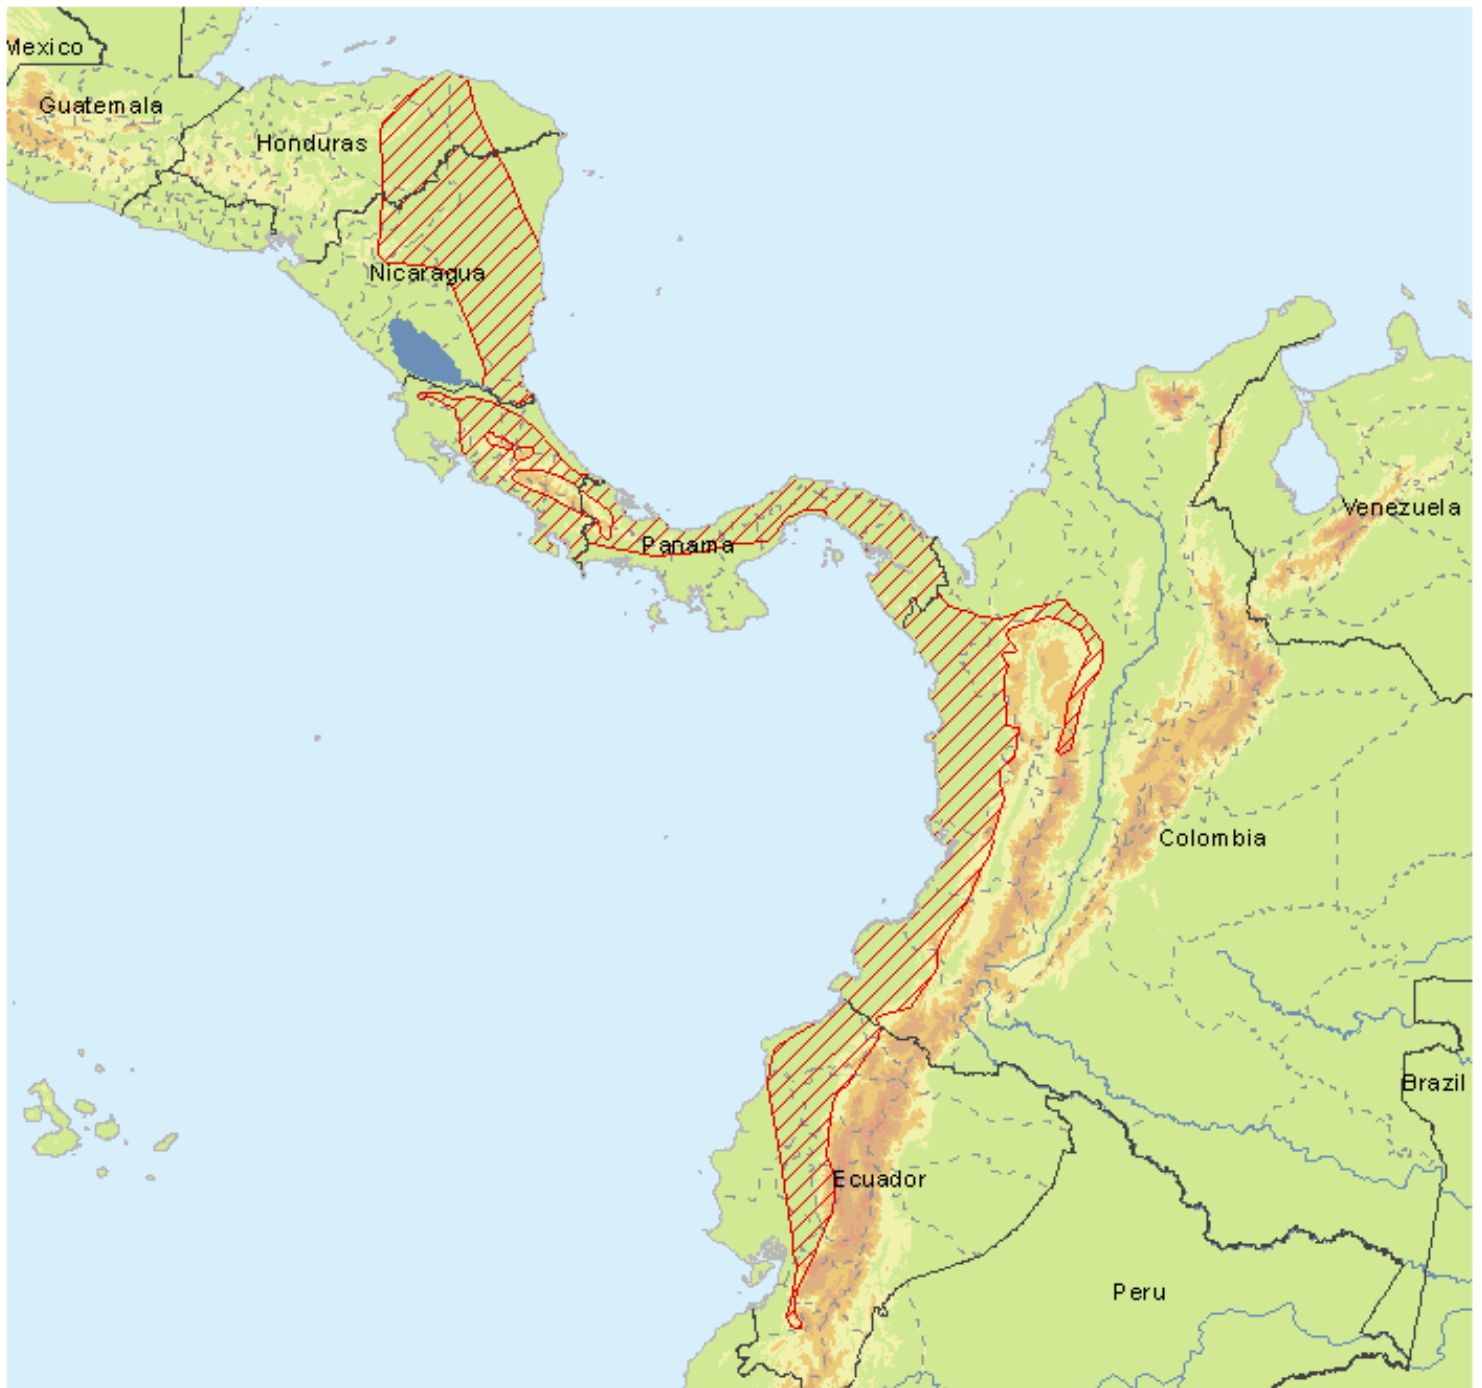 Mexico
Guatemala
Honduras
Nicaragua
Venezuela
Panama
Colombia
Brazil
Ecuador
Peru